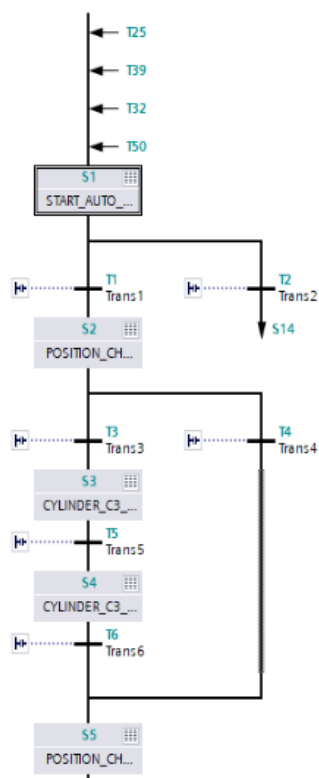 T25
T39
T32
T50
S1
START_AUTO_...
T1
Trans1
T2
Trans2
S2
POSITION_CH...
S14
T3
Trans3
T4
Trans4
S3
CYLINDER_C3_...
T5
Trans5
S4
CYLINDER_C3_...
T6
Trans6
S5
POSITION_CH...